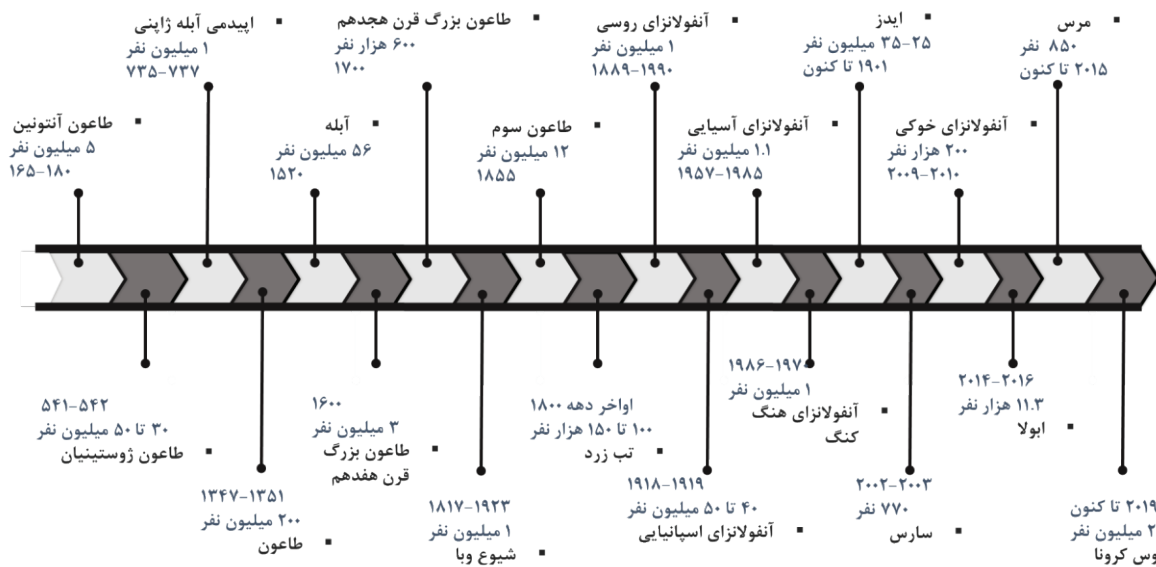 طاعون آنتونین
۵ میلیون نفر
۱۶۵-۱۸۰
اپیدمی آبله ژاپنی
۱ میلیون نفر
۷۳۵-۷۳۷
آبله
۵۶ میلیون نفر
۱۵۲۰
طاعون بزرگ قرن هجدهم
۶۰۰ هزار نفر
۱۷۰۰
طاعون سوم
۱۲ میلیون نفر
۱۸۵۵
آنفولانزای روسی
۱ میلیون نفر
۱۸۸۹-۱۹۹۰
آنفولانزای آسیایی
۱.۱ میلیون نفر
۱۹۵۷-۱۹۸۵
ایدز
۲۵-۳۵ میلیون نفر
۱۹۰۱ تا کنون
آنفولانزای خوکی
۲۰۰ هزار نفر
۲۰۰۹-۲۰۱۰
مرس
۸۵۰ نفر
۲۰۱۵ تا کنون
۵۴۱-۵۴۲
۳۰ تا ۵۰ میلیون نفر
طاعون ژوستینیان
۱۳۴۷-۱۳۵۱
۲۰۰ میلیون نفر
طاعون
۱۶۰۰
۳ میلیون نفر
طاعون بزرگ
قرن هفدهم
۱۸۱۷-۱۹۲۳
۱ میلیون نفر
شیوع وبا
اواخر دهه ۱۸۰۰
۱۰۰ تا ۱۵۰ هزار نفر
تب زرد
۱۹۱۸-۱۹۱۹
۴۰ تا ۵۰ میلیون نفر
آنفولانزای اسپانیایی
۱ میلیون نفر
آنفولانزای هنگ
کنگ
۲۰۰۲-۲۰۰۳
۷۷۰ نفر
سارس
۲۰۱۴-۲۰۱۶
۱۱.۳ هزار نفر
ابولا
۲۰۱۹ تا کنون
میلیون نفر
کرونا